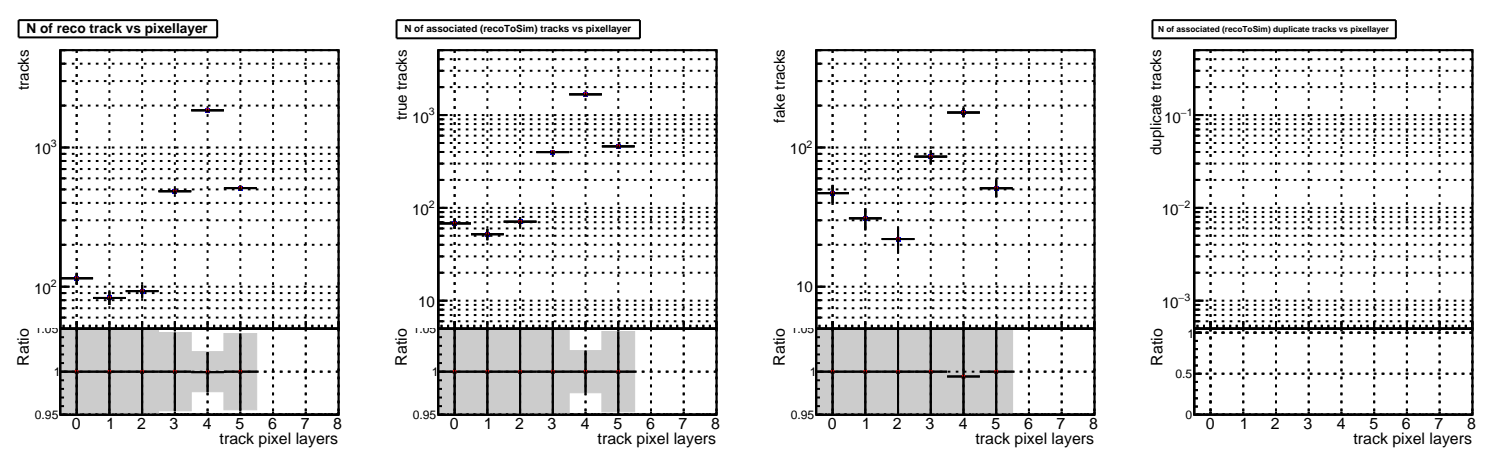 N of reco track vs pixellayer
tracks
10³
10²
Ratio
1.05
1
0.95
0 1 2 3 4 5 6 7 8
track pixel layers
N of associated (recoToSim) tracks vs pixellayer
true tracks
10³
10²
10
Ratio
1.05
1
0.95
0 1 2 3 4 5 6 7 8
track pixel layers
fake tracks
10²
10
Ratio
1.05
1
0.95
0 1 2 3 4 5 6 7 8
track pixel layers
N of associated (recoToSim) duplicate tracks vs pixellayer
duplicate tracks
10⁻¹
10⁻²
10⁻³
Ratio
1
0.5
0
0 1 2 3 4 5 6 7 8
track pixel layers